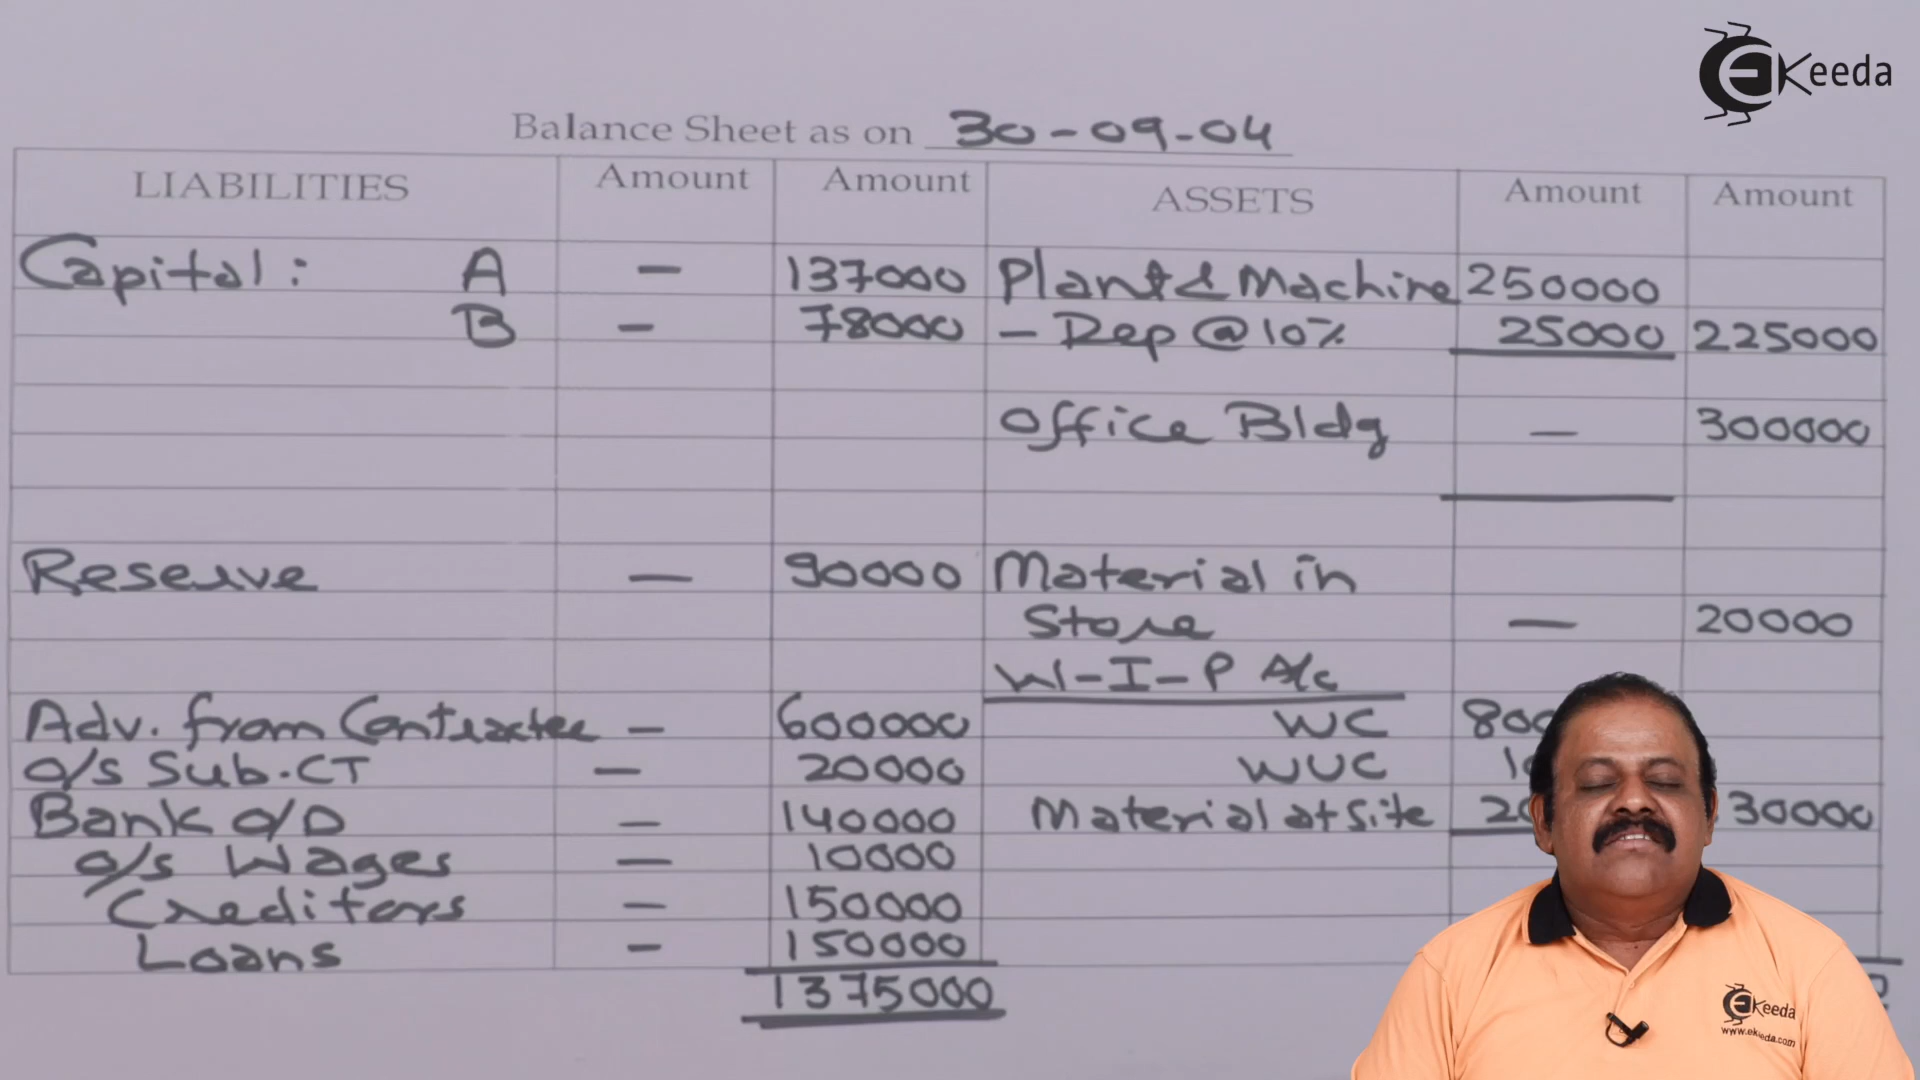 EKeeda
Balance Sheet as on 30-09-04
LIABILITIES Amount Amount ASSETS Amount Amount
Capital: A - 137000 Plant & Machine 250000
B - 78000 - Dep @ 10% 25000 225000
Office Bldg - 300000
Reserve - 90000 Material in
Store - 20000
W-I-P A/c
Adv. from Contractee - 600000 WC
O/s Sub.CT - 20000 WUC
Bank O/D - 140000 Material at Site 30000
O/s Wages - 10000
Creditors - 150000
Loans - 150000
1375000
EKeeda
www.ekeeda.com